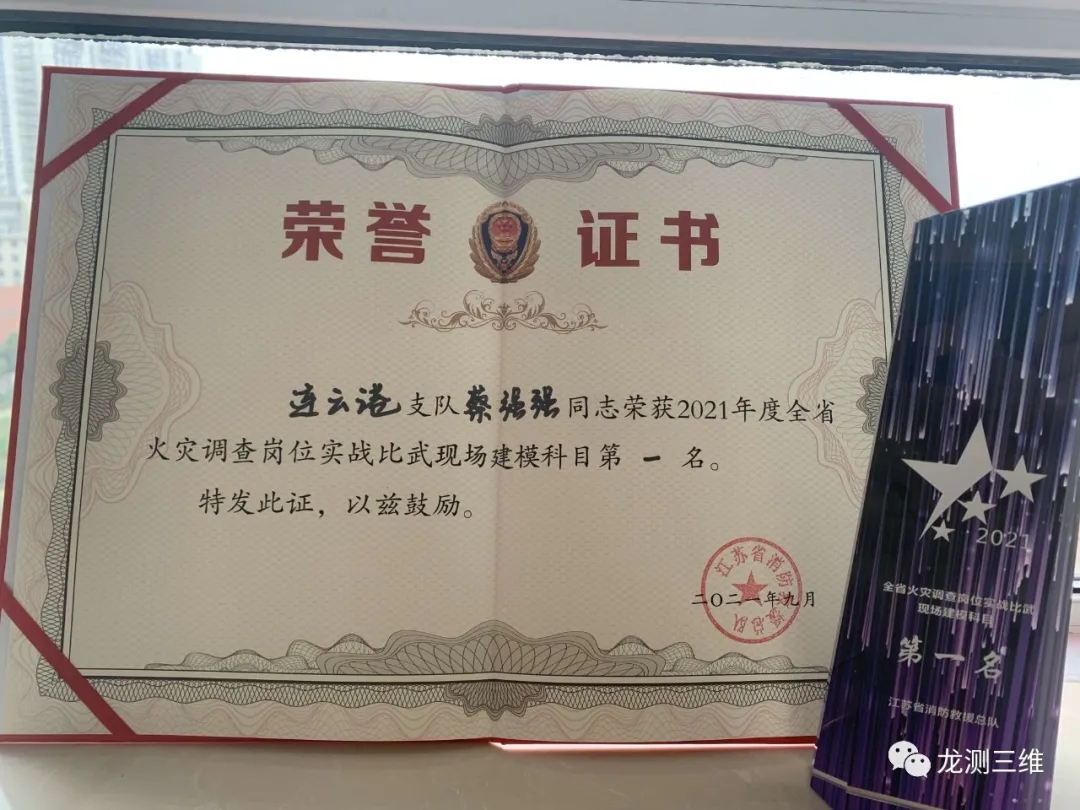 荣誉 证书
连云港支队蔡强强同志荣获2021年度全省
火灾调查岗位实战比武现场建模科目第一名。
特发此证，以兹鼓励。
江苏省消防救援总队
二〇二一年九月
2021
全省火灾调查岗位实战比武
现场建模科目
第一名
江苏省消防救援总队
龙测三维